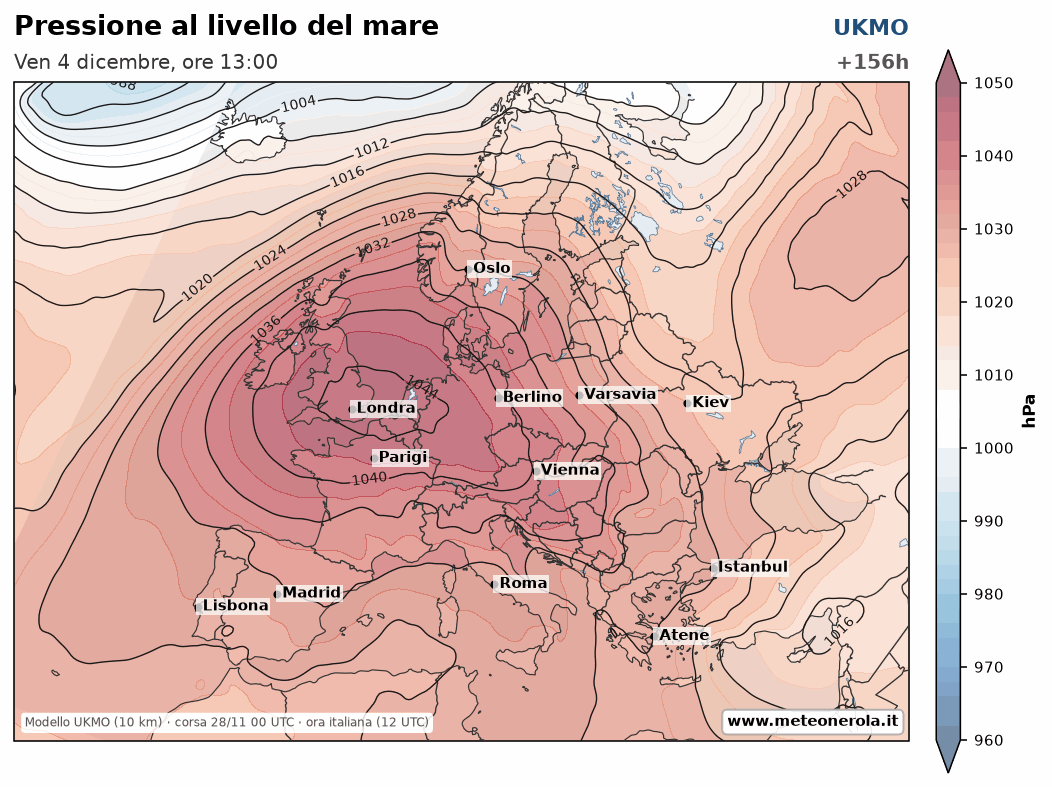 Pressione al livello del mare
UKMO
Ven 4 dicembre, ore 13:00
+156h
988
1004
1012
1016
1028
1028
1024
1032
1020
1036
1044
1040
1016
Oslo
Londra
Berlino
Varsavia
Kiev
Parigi
Vienna
Istanbul
Roma
Madrid
Lisbona
Atene
1050
1040
1030
1020
1010
1000
990
980
970
960
hPa
Modello UKMO (10 km) · corsa 28/11 00 UTC · ora italiana (12 UTC)
www.meteonerola.it